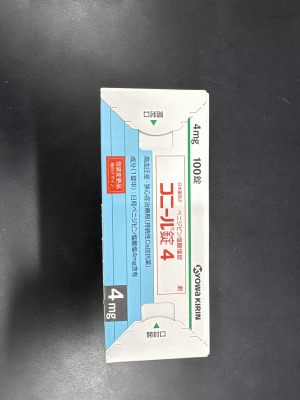 4mg 100錠
KYOWA KIRIN
日本薬局方 ベニジピン塩酸塩錠
コニール錠4
劇
高血圧症・狭心症治療剤(持続性Ca拮抗薬)
成分(1錠中):日局ベニジピン塩酸塩4mg含有
処方箋医薬品
4mg
開封口
開封口